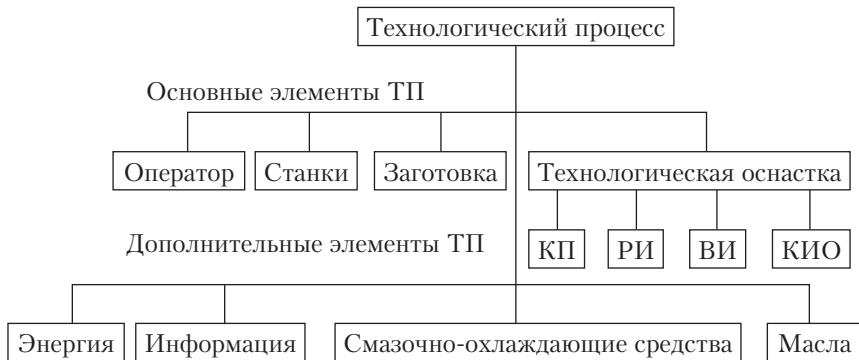 Технологический процесс
Основные элементы ТП
Оператор Станки Заготовка Технологическая оснастка
Дополнительные элементы ТП
КП РИ ВИ КИО
Энергия Информация Смазочно-охлаждающие средства Масла